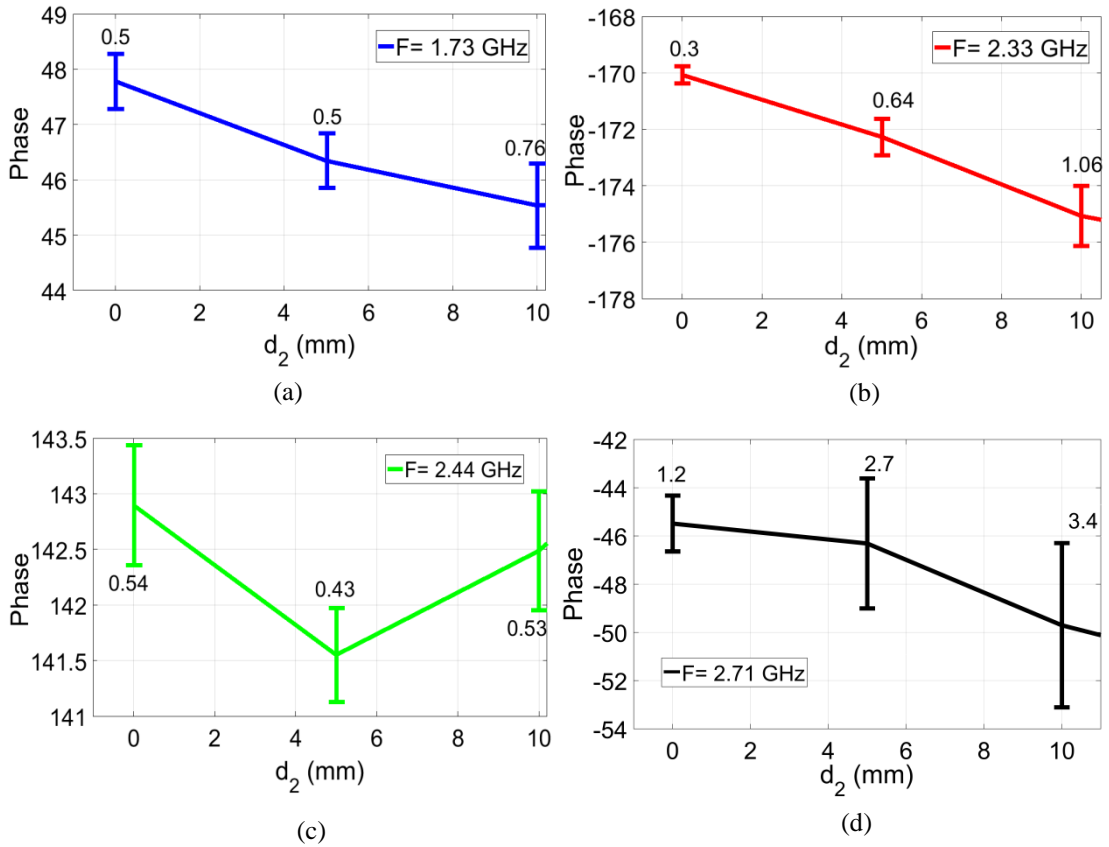 49
48
47
46
45
44
Phase
0.5
0.5
0.76
F= 1.73 GHz
0 2 4 6 8 10
d2 (mm)
(a)
-168
-170
-172
-174
-176
-178
Phase
0.3
0.64
1.06
F= 2.33 GHz
0 2 4 6 8 10
d2 (mm)
(b)
143.5
143
142.5
142
141.5
141
Phase
0.54
0.43
0.53
F= 2.44 GHz
0 2 4 6 8 10
d2 (mm)
(c)
-42
-44
-46
-48
-50
-52
-54
Phase
1.2
2.7
3.4
F= 2.71 GHz
0 2 4 6 8 10
d2 (mm)
(d)